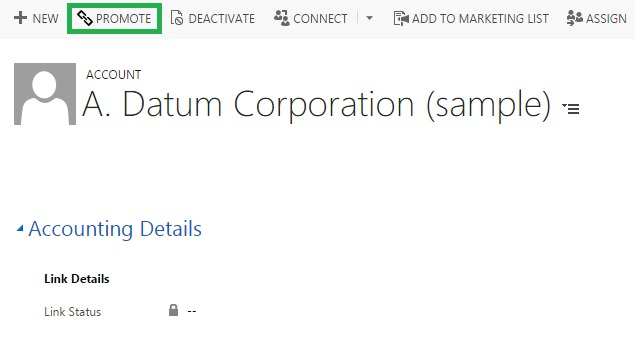 NEW PROMOTE DEACTIVATE CONNECT ADD TO MARKETING LIST ASSIGN
ACCOUNT
A. Datum Corporation (sample)
Accounting Details
Link Details
Link Status --